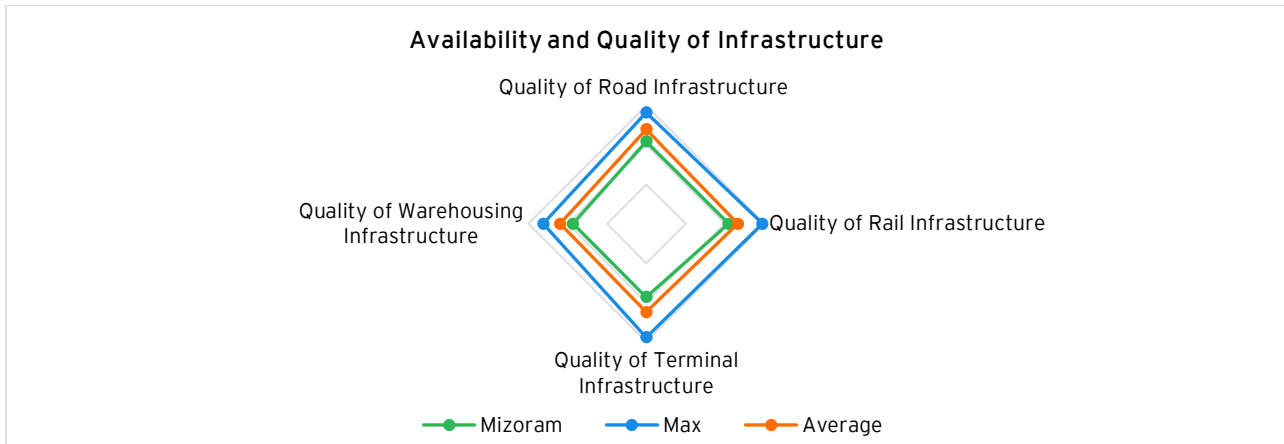 Availability and Quality of Infrastructure
Quality of Road Infrastructure
Quality of Warehousing
Infrastructure
Quality of Rail Infrastructure
Quality of Terminal
Infrastructure
Mizoram Max Average